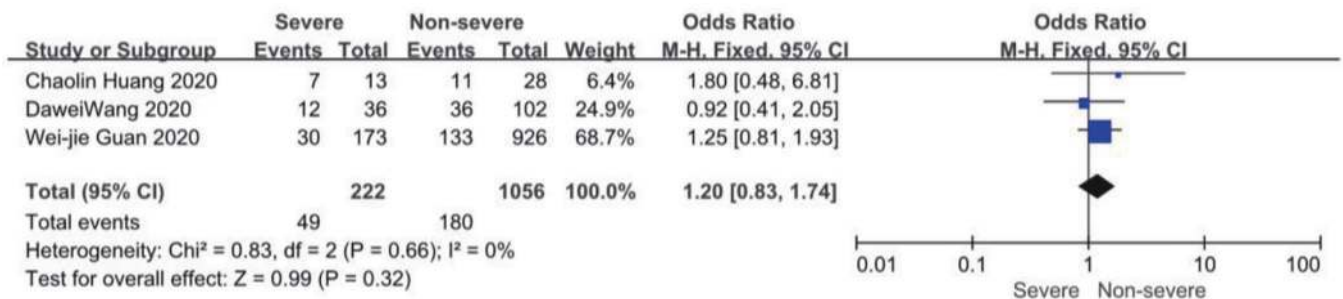 Severe Non-severe Odds Ratio Odds Ratio
Study or Subgroup Events Total Events Total Weight M-H, Fixed, 95% CI M-H, Fixed, 95% CI
Chaolin Huang 2020 7 13 11 28 6.4% 1.80 [0.48, 6.81]
DaweiWang 2020 12 36 36 102 24.9% 0.92 [0.41, 2.05]
Wei-jie Guan 2020 30 173 133 926 68.7% 1.25 [0.81, 1.93]
Total (95% CI) 222 1056 100.0% 1.20 [0.83, 1.74]
Total events 49 180
Heterogeneity: Chi² = 0.83, df = 2 (P = 0.66); I² = 0%
Test for overall effect: Z = 0.99 (P = 0.32)
0.01 0.1 1 10 100
Severe Non-severe